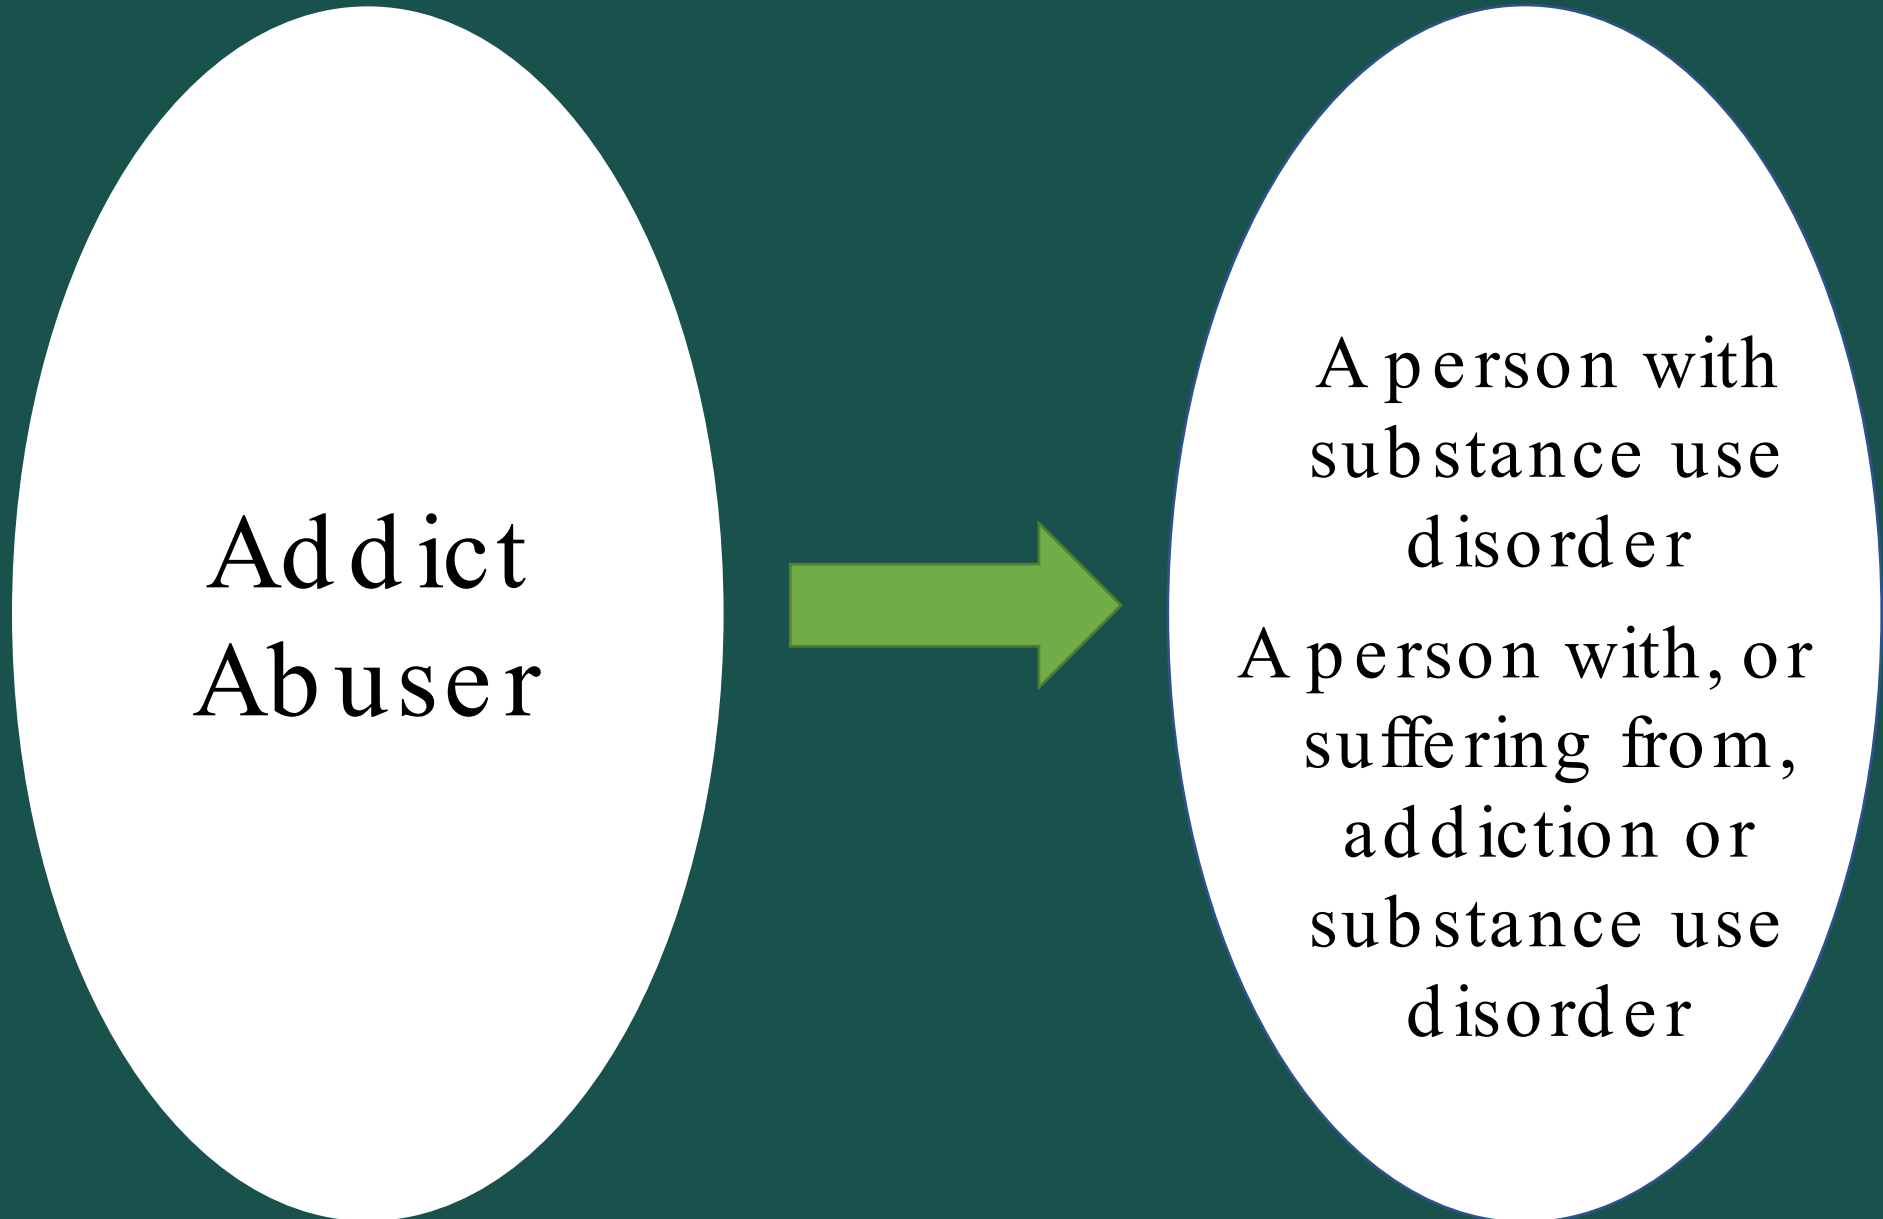 Addict
Abuser
A person with
substance use
disorder
A person with, or
suffering from,
addiction or
substance use
disorder